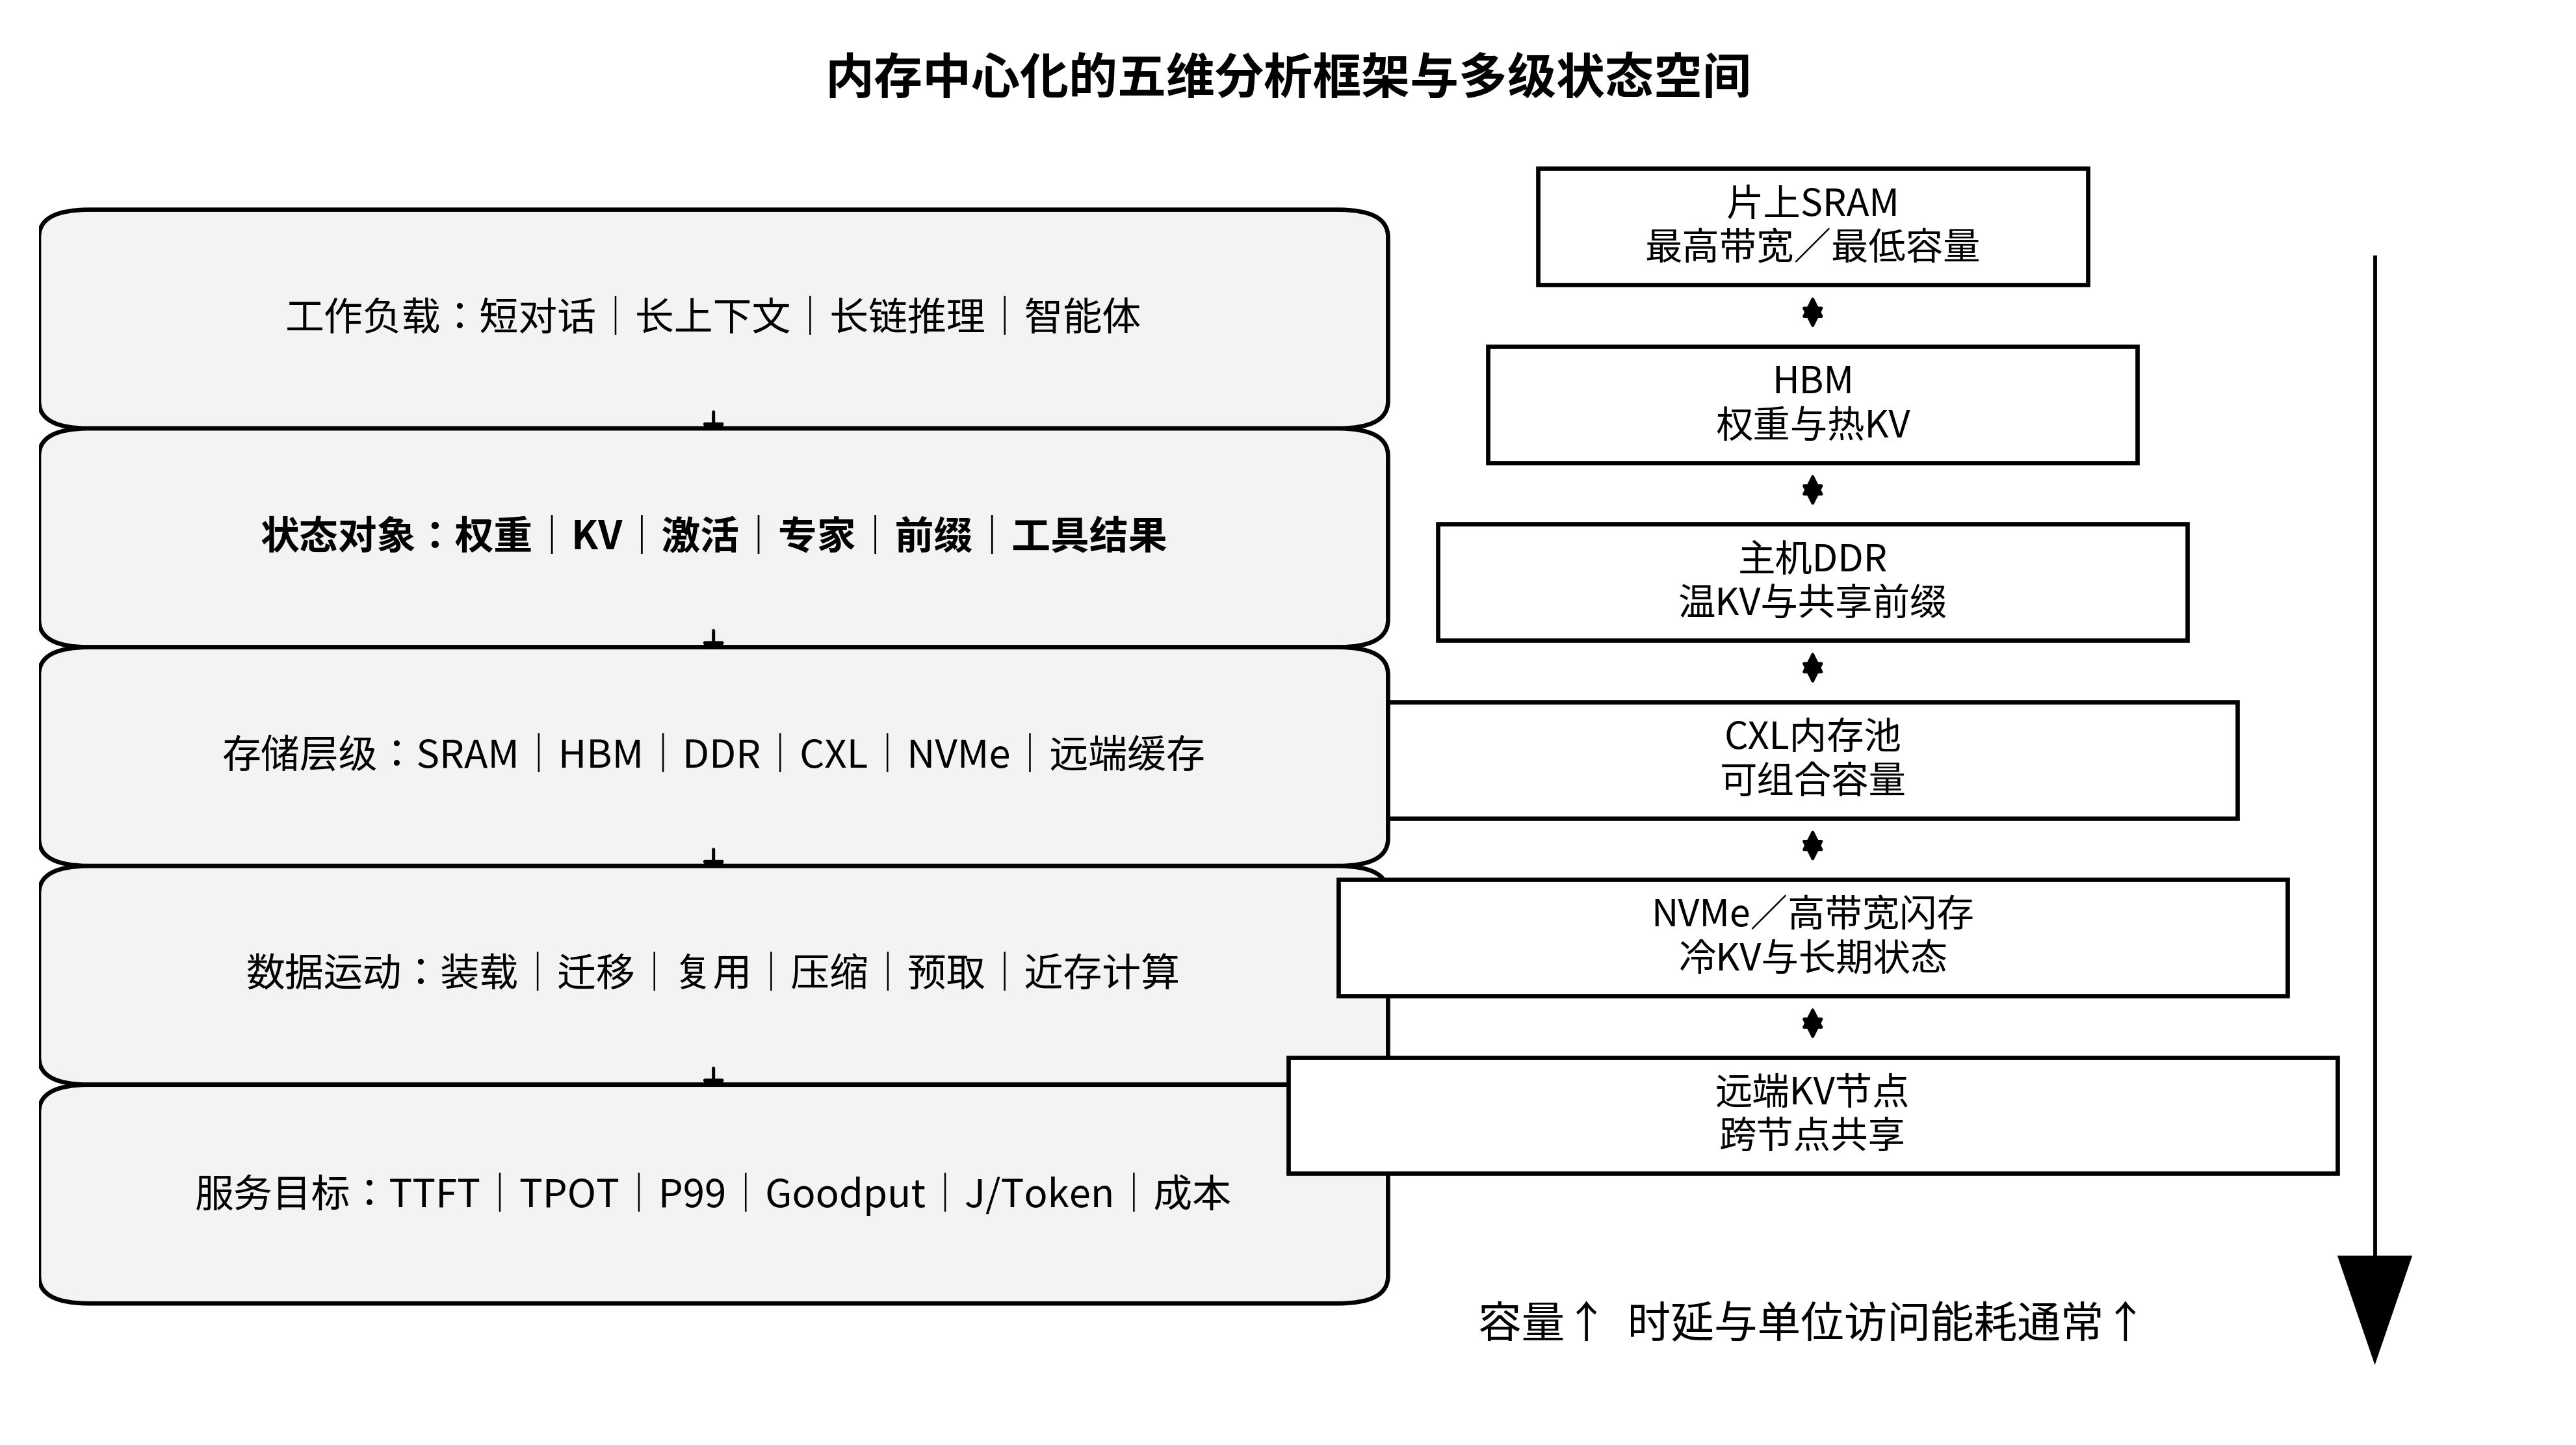 内存中心化的五维分析框架与多级状态空间
工作负载：短对话｜长上下文｜长链推理｜智能体
状态对象：权重｜KV｜激活｜专家｜前缀｜工具结果
存储层级：SRAM｜HBM｜DDR｜CXL｜NVMe｜远端缓存
数据运动：装载｜迁移｜复用｜压缩｜预取｜近存计算
服务目标：TTFT｜TPOT｜P99｜Goodput｜J/Token｜成本
片上SRAM
最高带宽／最低容量
HBM
权重与热KV
主机DDR
温KV与共享前缀
CXL内存池
可组合容量
NVMe／高带宽闪存
冷KV与长期状态
远端KV节点
跨节点共享
容量↑ 时延与单位访问能耗通常↑